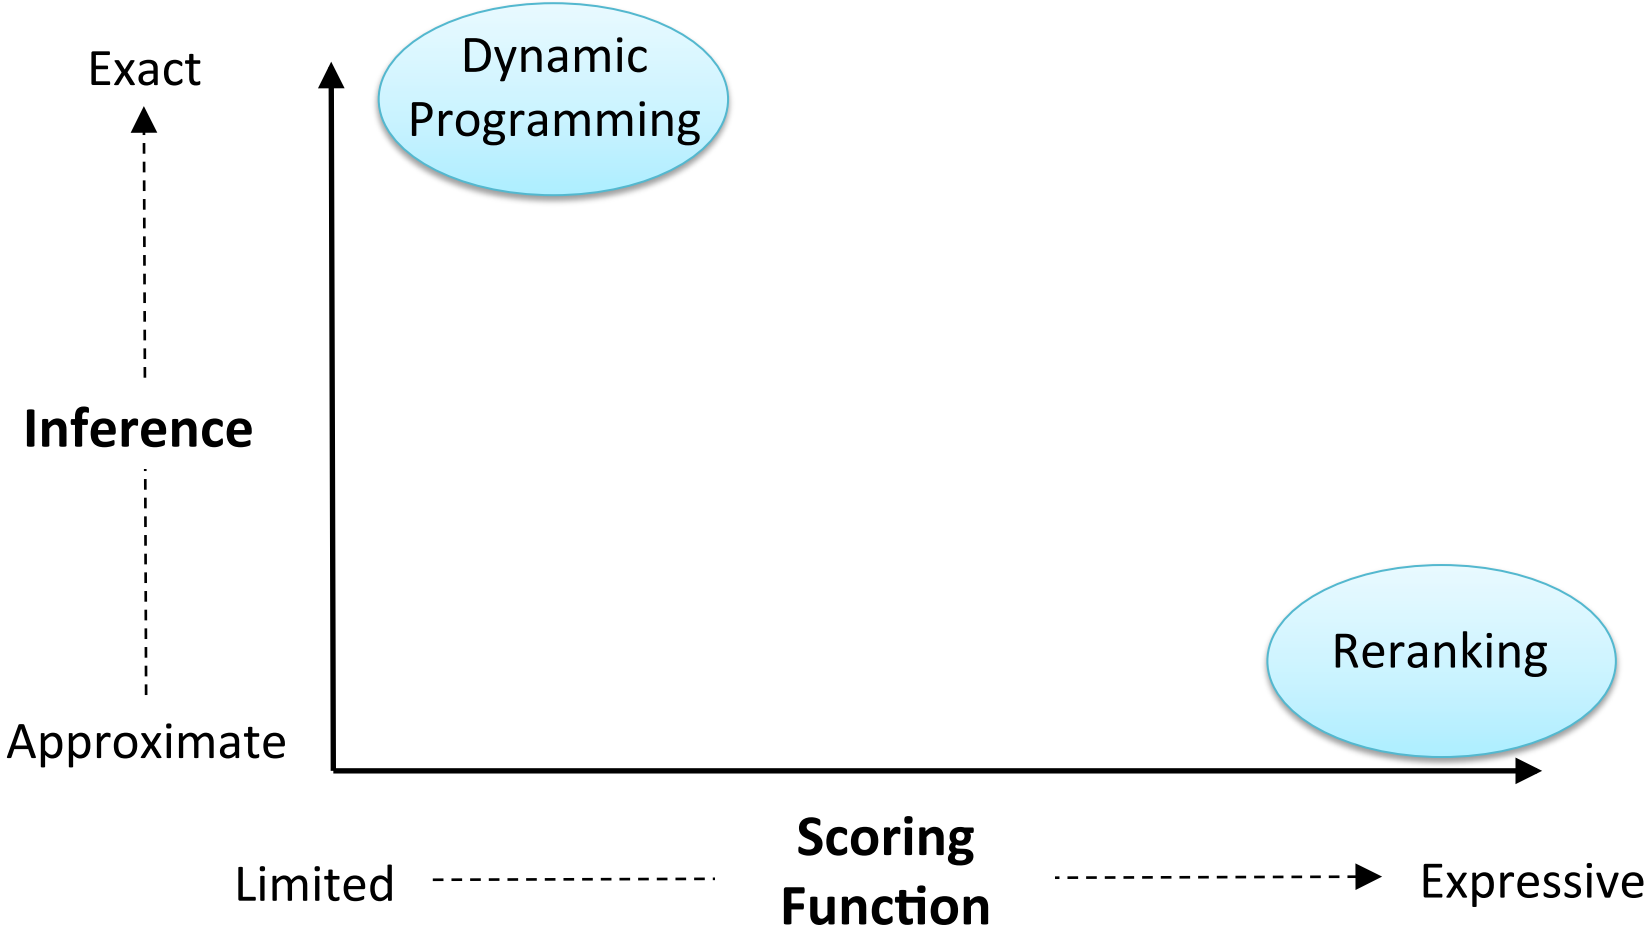 Exact
Dynamic
Programming
Inference
Reranking
Approximate
Scoring
Function
Limited
Expressive